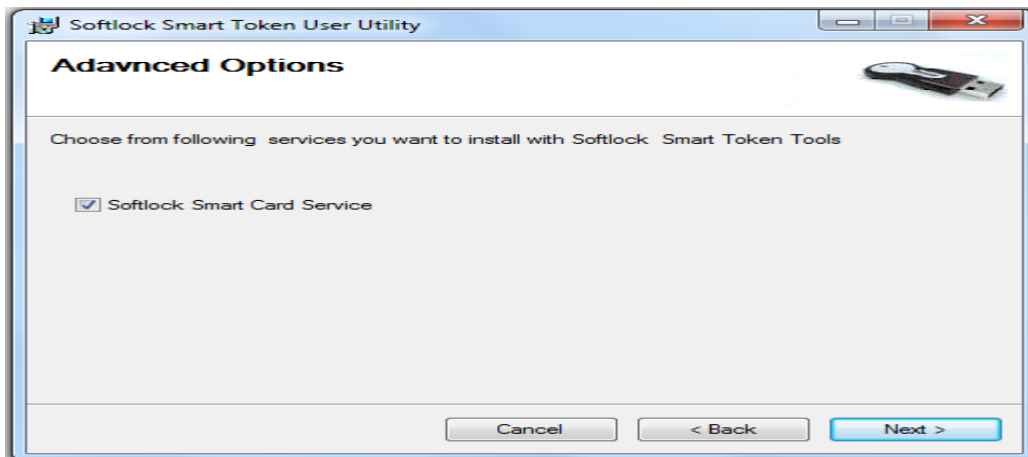 Softlock Smart Token User Utility
Adavnced Options
Choose from following services you want to install with Softlock Smart Token Tools
Softlock Smart Card Service
Cancel
< Back
Next >